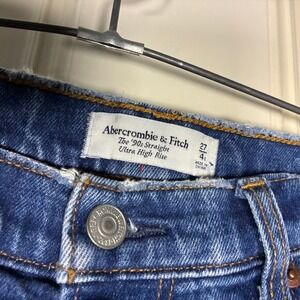 Abercrombie & Fitch
The '90s Straight
Ultra High Rise
27
4